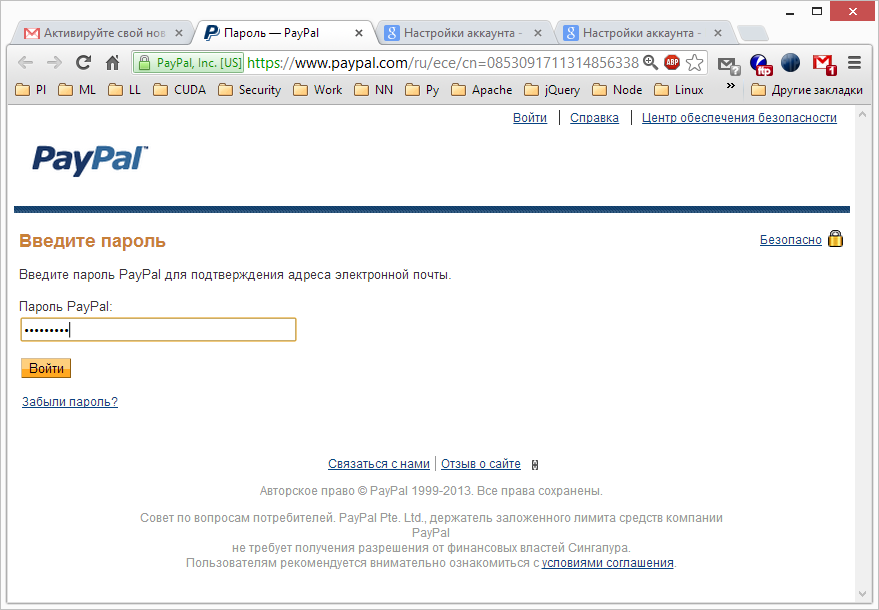 Активируйте свой нов
Пароль — PayPal
Настройки аккаунта -
Настройки аккаунта -
PayPal, Inc. [US] https://www.paypal.com/ru/ece/cn=0853091711314856338
ABP
?
ftp
1
PI
ML
LL
CUDA
Security
Work
NN
Py
Apache
jQuery
Node
Linux
»
Другие закладки
Войти | Справка | Центр обеспечения безопасности
PayPal™
Введите пароль
Безопасно
Введите пароль PayPal для подтверждения адреса электронной почты.
Пароль PayPal:
•••••••••
Войти
Забыли пароль?
Связаться с нами | Отзыв о сайте [+]
Авторское право © PayPal 1999-2013. Все права сохранены.
Совет по вопросам потребителей. PayPal Pte. Ltd., держатель заложенного лимита средств компании
PayPal
не требует получения разрешения от финансовых властей Сингапура.
Пользователям рекомендуется внимательно ознакомиться с условиями соглашения.